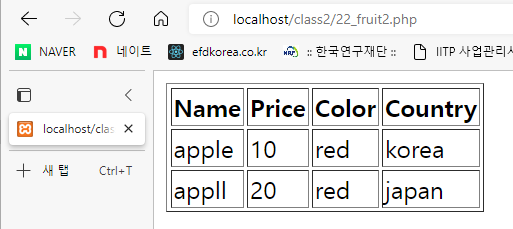 localhost/class2/22_fruit2.php
NAVER 네이트 efdkorea.co.kr :: 한국연구재단 :: IITP 사업관리시
localhost/clas
새 탭 Ctrl+T
Name Price Color Country
apple 10 red korea
appll 20 red japan